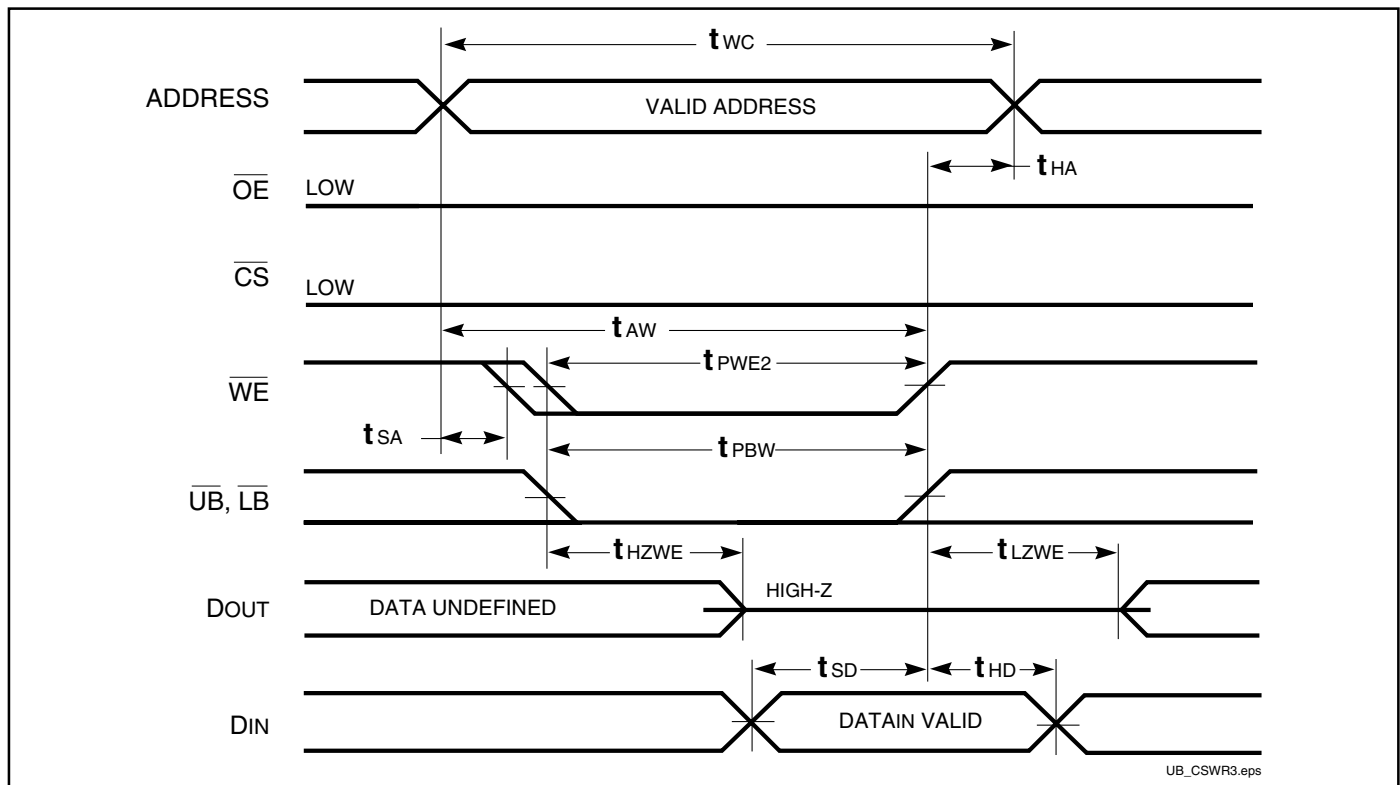 tWC
ADDRESS
VALID ADDRESS
tHA
OE
LOW
CS
LOW
tAW
tPWE2
WE
tSA
tPBW
UB, LB
tHZWE
tLZWE
HIGH-Z
DOUT
DATA UNDEFINED
tSD
tHD
DIN
DATAIN VALID
UB_CSWR3.eps